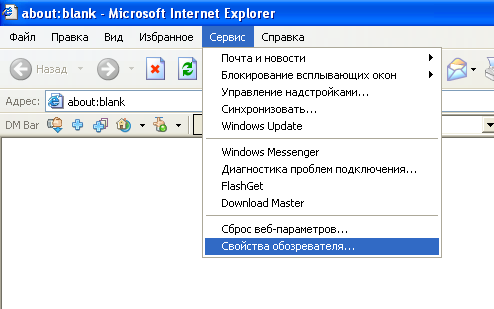 about:blank - Microsoft Internet Explorer
Файл Правка Вид Избранное Сервис Справка
Назад
Адрес: about:blank
DM Bar
Почта и новости
Блокирование всплывающих окон
Управление надстройками...
Синхронизовать...
Windows Update
Windows Messenger
Диагностика проблем подключения...
FlashGet
Download Master
Сброс веб-параметров...
Свойства обозревателя...